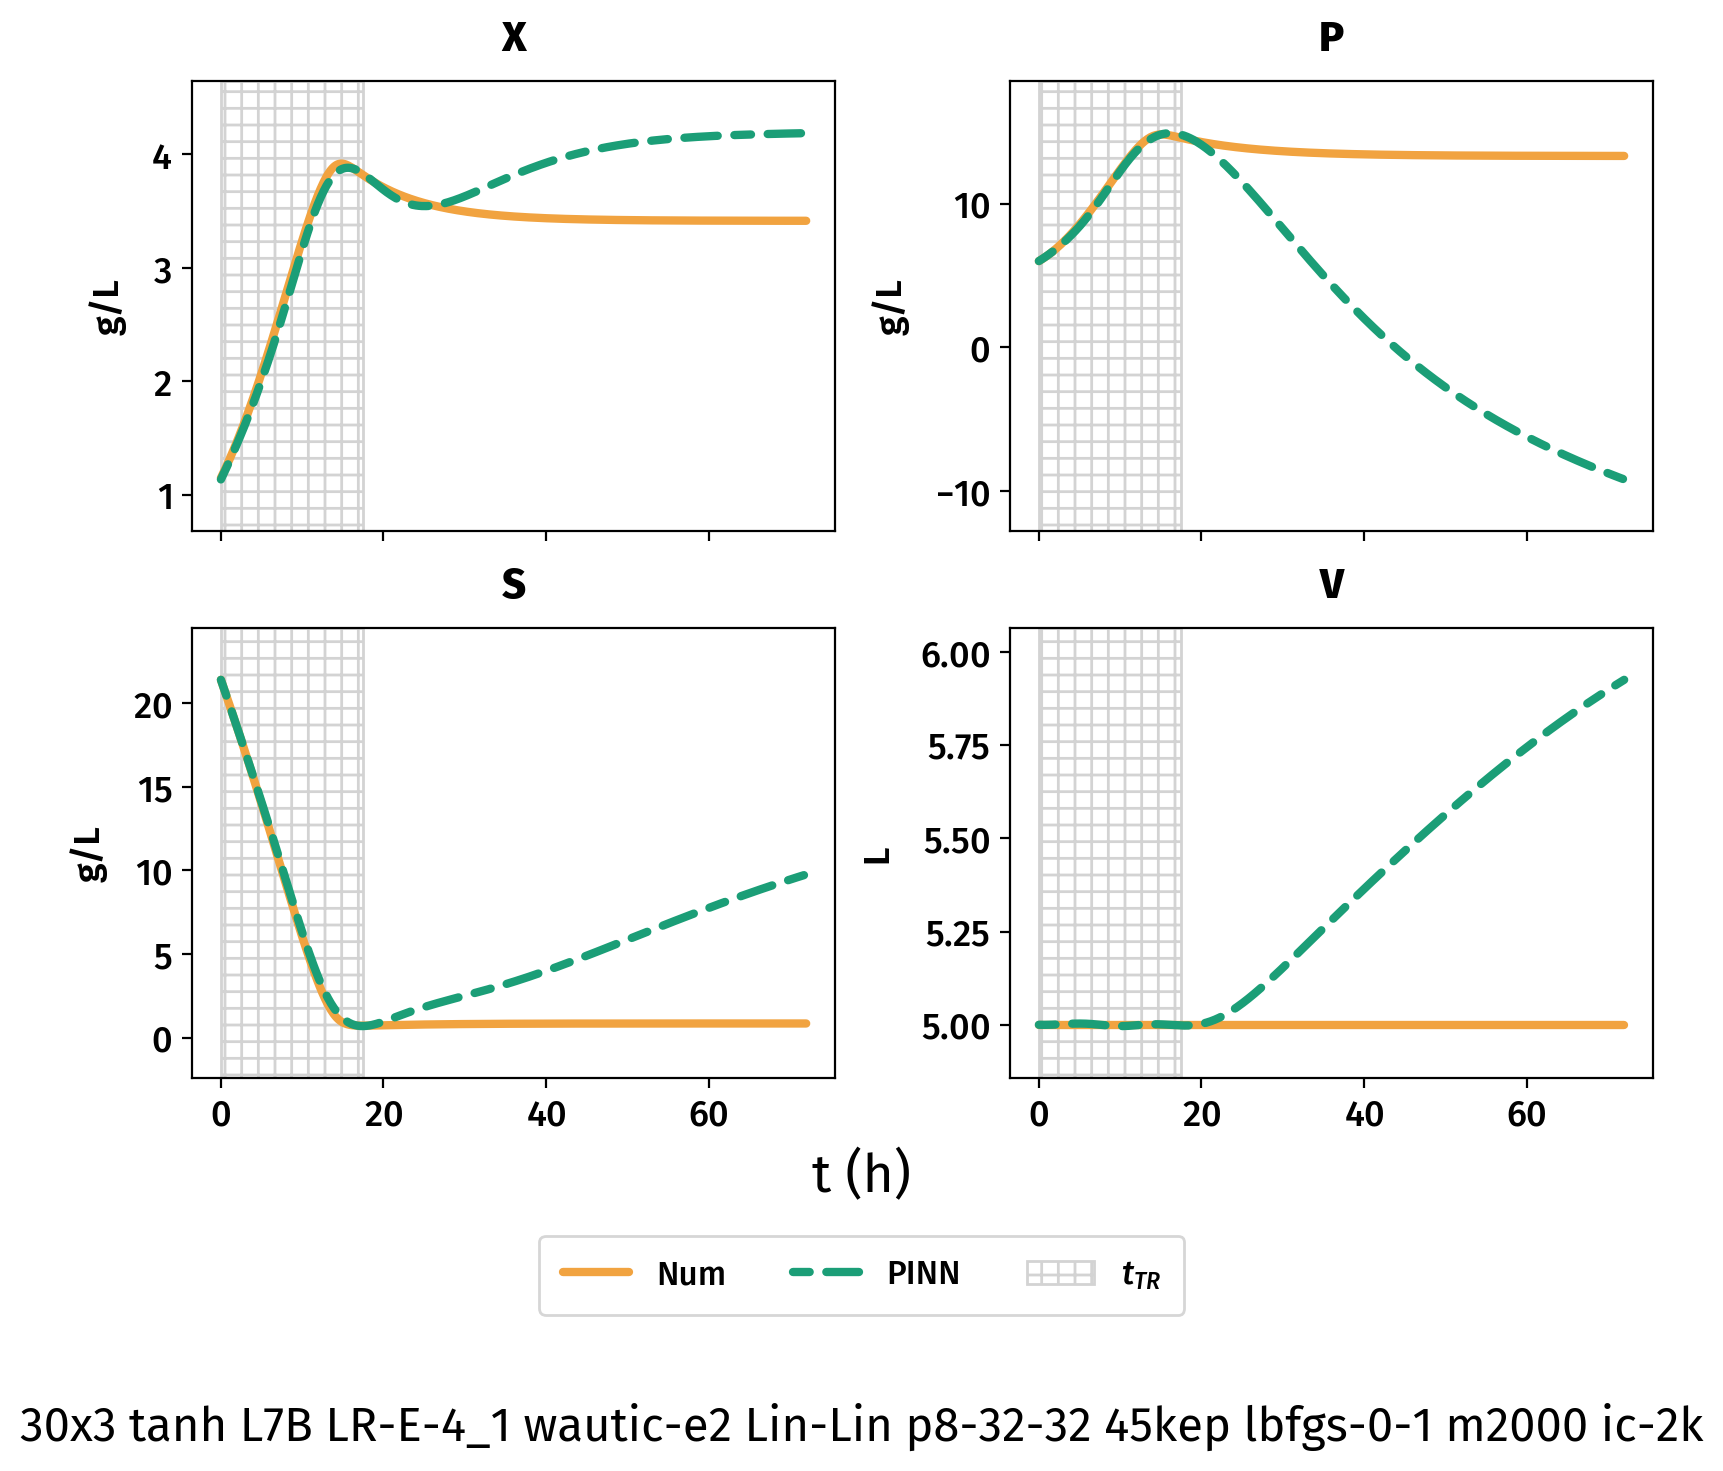 X
P
4
3
2
1
g/L
10
0
−10
g/L
S
V
20
15
10
5
0
g/L
6.00
5.75
5.50
5.25
5.00
L
0 20 40 60
0 20 40 60
t (h)
Num PINN tTR
30x3 tanh L7B LR-E-4_1 wautic-e2 Lin-Lin p8-32-32 45kep lbfgs-0-1 m2000 ic-2k